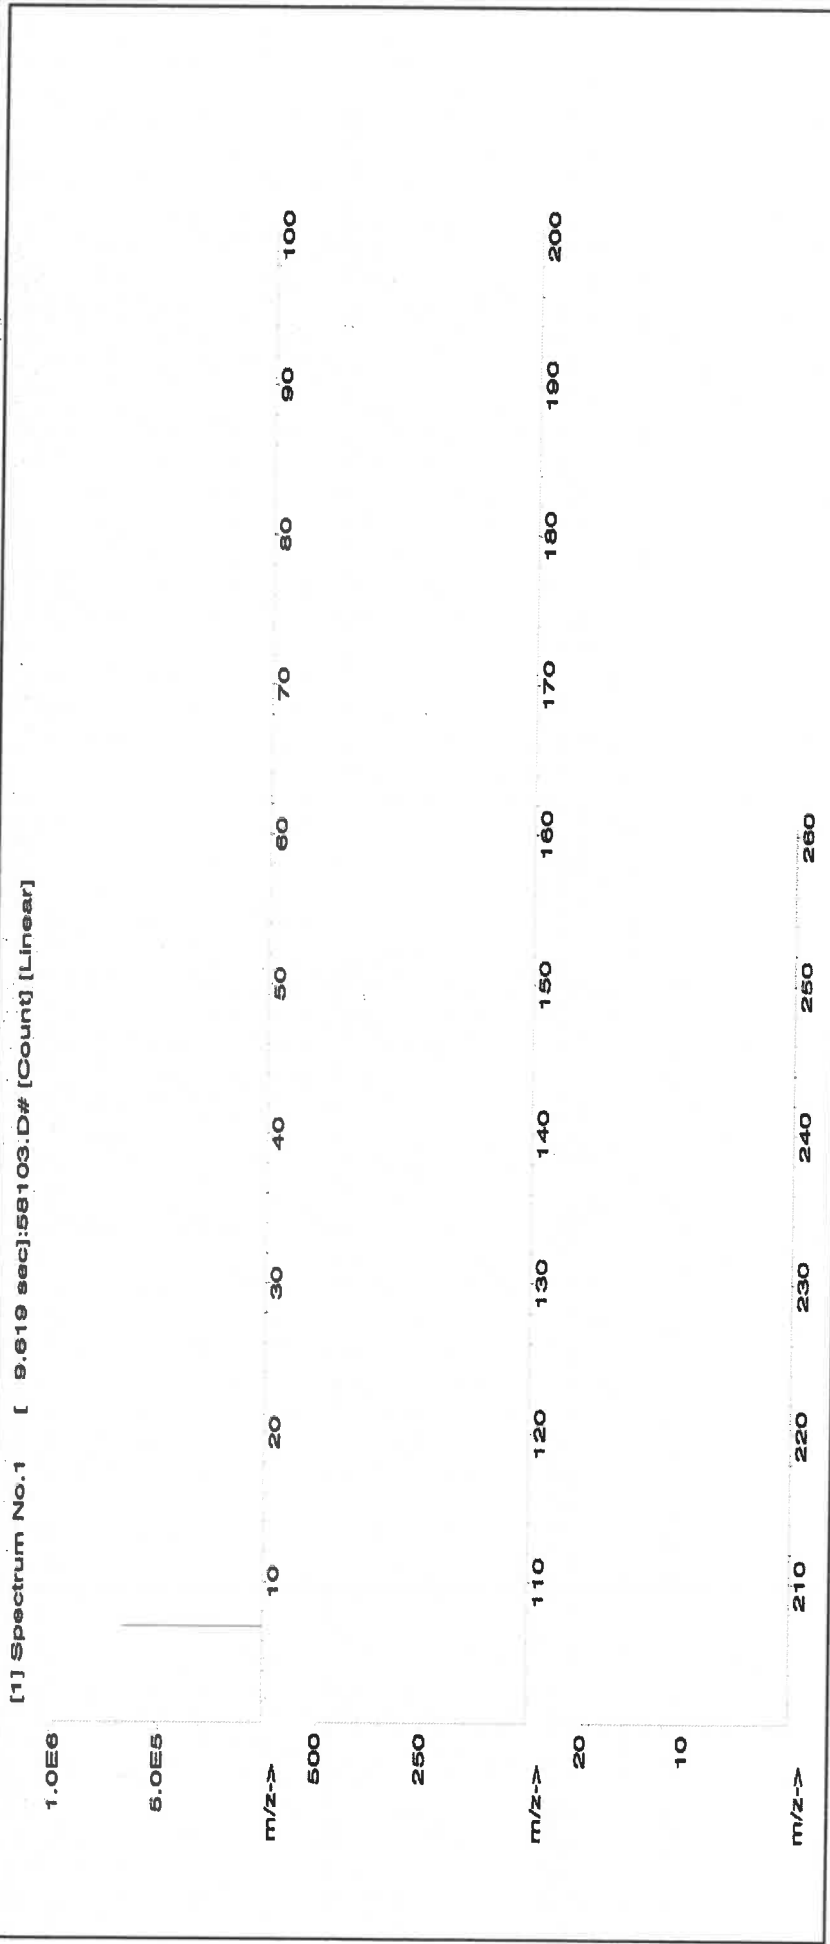 [1] Spectrum No.1 [ 9.619 sec]:58103.D# [Count] [Linear]
1.0E6
5.0E5
m/z-> 10 20 30 40 50 60 70 80 90 100
500
250
m/z-> 110 120 130 140 150 160 170 180 190 200
20
10
m/z-> 210 220 230 240 250 260